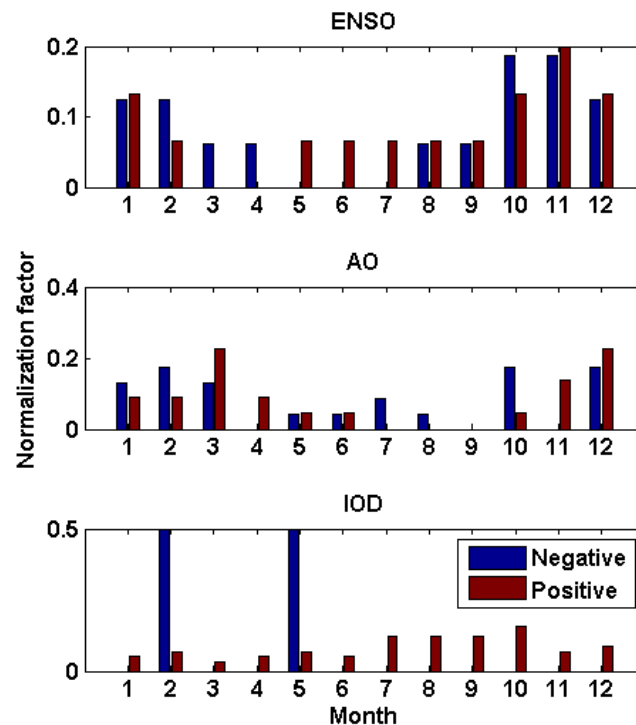 ENSO
0.2
0.1
0
1 2 3 4 5 6 7 8 9 10 11 12
AO
0.4
0.2
0
1 2 3 4 5 6 7 8 9 10 11 12
Normalization factor
IOD
0.5
0
Negative
Positive
1 2 3 4 5 6 7 8 9 10 11 12
Month